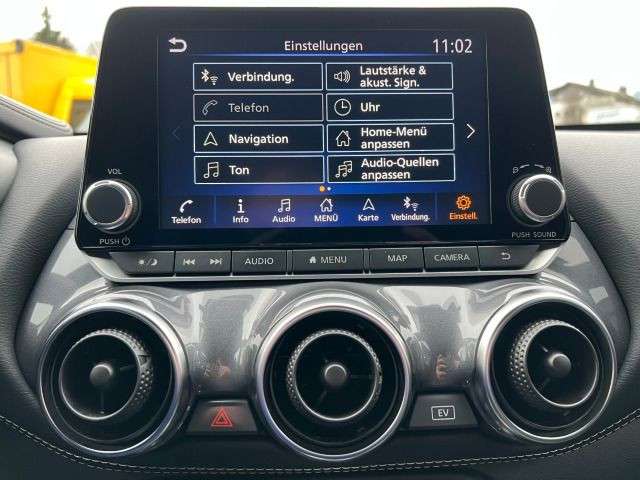 Einstellungen
11:02
Verbindung.
Lautstärke &
akust. Sign.
Telefon
Uhr
Navigation
Home-Menü
anpassen
Ton
Audio-Quellen
anpassen
VOL
PUSH
Telefon
Info
Audio
MENÜ
Karte
Verbindung.
Einstell.
PUSH SOUND
AUDIO
MENU
MAP
CAMERA
EV